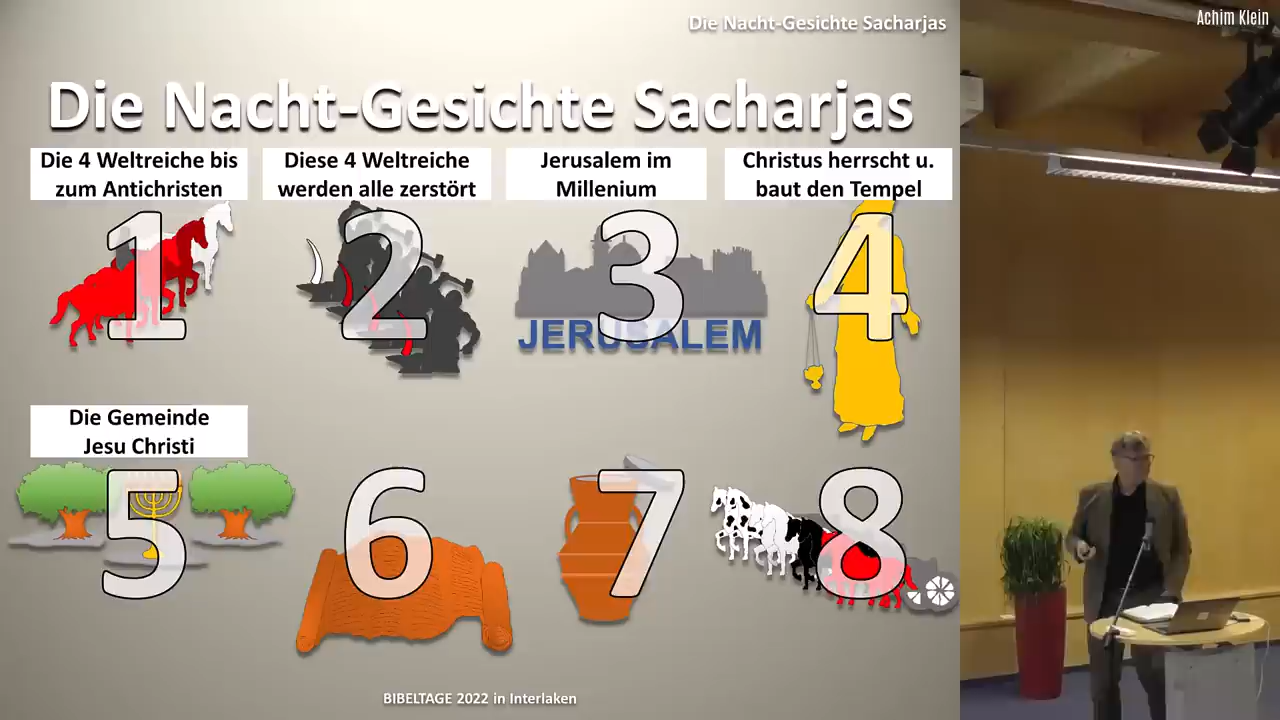 Die Nacht-Gesichte Sacharjas
Achim Klein
Die Nacht-Gesichte Sacharjas
Die 4 Weltreiche bis
zum Antichristen
Diese 4 Weltreiche
werden alle zerstört
Jerusalem im
Millenium
Christus herrscht u.
baut den Tempel
1
2
3
4
JERUSALEM
Die Gemeinde
Jesu Christi
5
6
7
8
BIBELTAGE 2022 in Interlaken